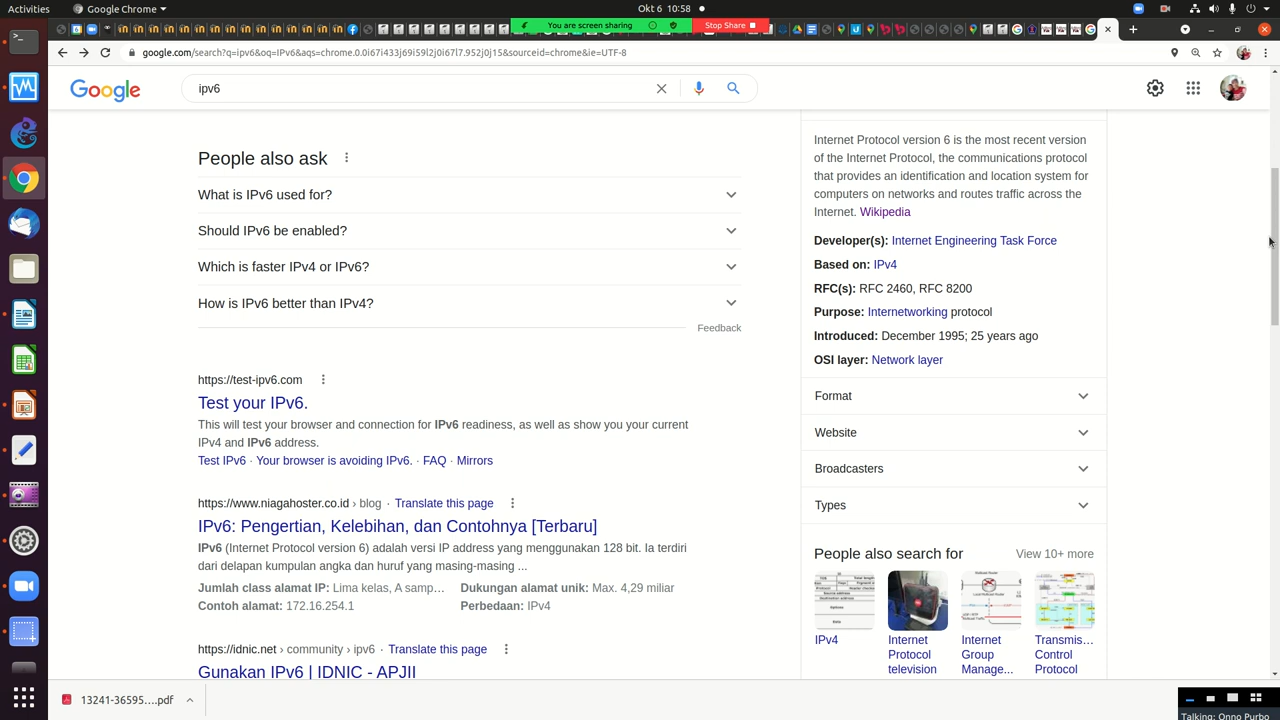 Activities
Google Chrome
Okt 6 10:58
You are screen sharing
Stop Share
google.com/search?q=ipv6&oq=IPv6&aqs=chrome.0.0i67i433j69i59l2j0i67l7.952j0j15&sourceid=chrome&ie=UTF-8
Google
ipv6
People also ask
What is IPv6 used for?
Should IPv6 be enabled?
Which is faster IPv4 or IPv6?
How is IPv6 better than IPv4?
Feedback
https://test-ipv6.com
Test your IPv6.
This will test your browser and connection for IPv6 readiness, as well as show you your current
IPv4 and IPv6 address.
Test IPv6 · Your browser is avoiding IPv6. · FAQ · Mirrors
https://www.niagahoster.co.id › blog · Translate this page
IPv6: Pengertian, Kelebihan, dan Contohnya [Terbaru]
IPv6 (Internet Protocol version 6) adalah versi IP address yang menggunakan 128 bit. Ia terdiri
dari delapan kumpulan angka dan huruf yang masing-masing ...
Jumlah class alamat IP: Lima kelas, A samp... Dukungan alamat unik: Max. 4,29 miliar
Contoh alamat: 172.16.254.1 Perbedaan: IPv4
https://idnic.net › community › ipv6 · Translate this page
Gunakan IPv6 | IDNIC - APJII
Internet Protocol version 6 is the most recent version
of the Internet Protocol, the communications protocol
that provides an identification and location system for
computers on networks and routes traffic across the
Internet. Wikipedia
Developer(s): Internet Engineering Task Force
Based on: IPv4
RFC(s): RFC 2460, RFC 8200
Purpose: Internetworking protocol
Introduced: December 1995; 25 years ago
OSI layer: Network layer
Format
Website
Broadcasters
Types
People also search for
View 10+ more
IPv4
Internet
Protocol
television
Internet
Group
Manage...
Transmis...
Control
Protocol
13241-36595....pdf
Talking: Onno Purbo